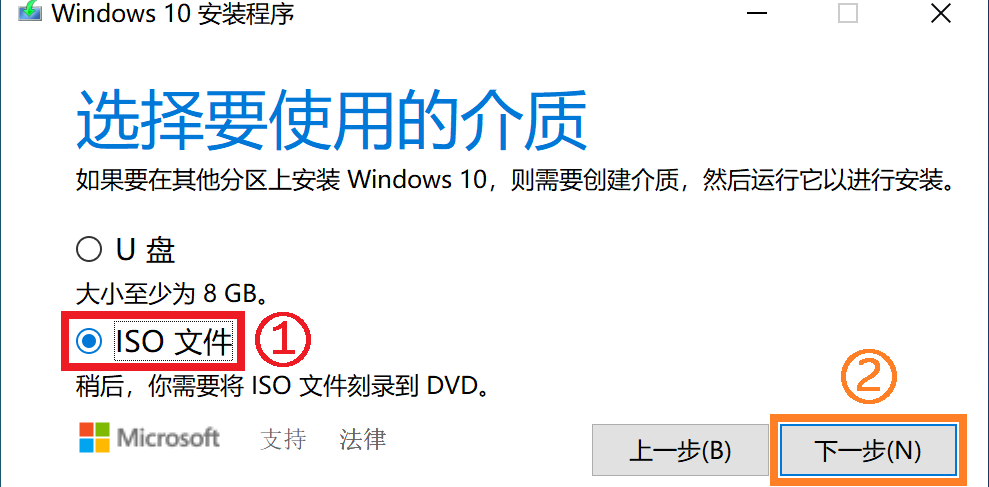 Windows 10 安装程序
选择要使用的介质
如果要在其他分区上安装 Windows 10，则需要创建介质，然后运行它以进行安装。
U 盘
大小至少为 8 GB。
ISO 文件 ①
稍后，你需要将 ISO 文件刻录到 DVD。
②
Microsoft 支持 法律 上一步(B) 下一步(N)